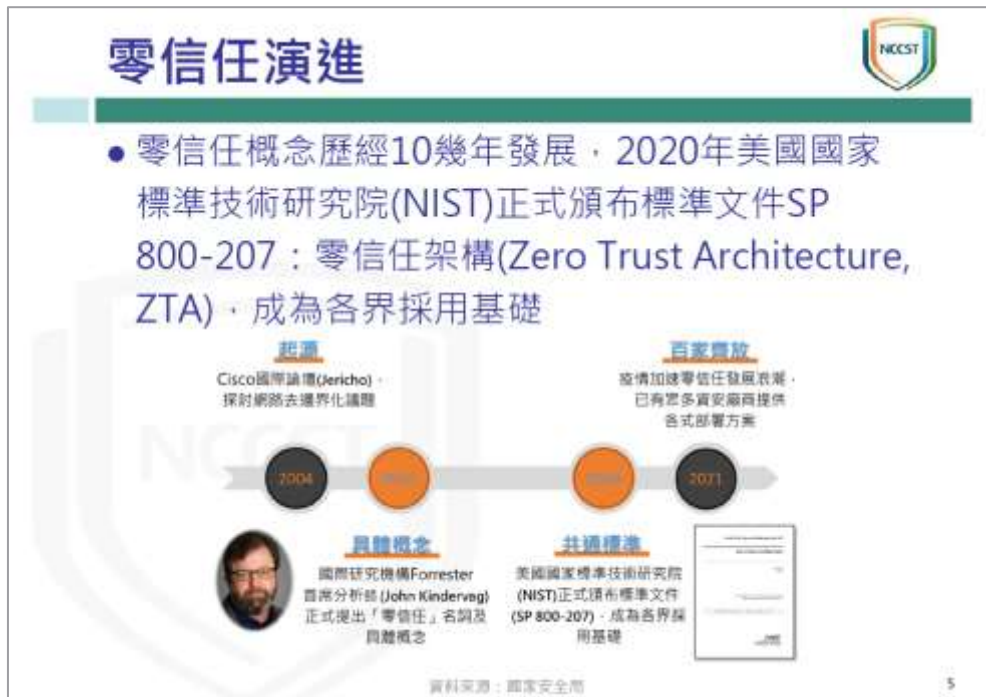 零信任演進
NCCST
● 零信任概念歷經10幾年發展，2020年美國國家
標準技術研究院(NIST)正式頒布標準文件SP
800-207：零信任架構(Zero Trust Architecture,
ZTA)，成為各界採用基礎
起源
Cisco國際論壇(Jericho)，
探討網路去邊界化議題
百家齊放
疫情加速零信任發展浪潮，
已有眾多資安廠商提供
各式部署方案
NCCST
2004
2021
具體概念
國際研究機構Forrester
首席分析師(John Kindervag)
正式提出「零信任」名詞及
具體概念
共通標準
美國國家標準技術研究院
(NIST)正式頒布標準文件
(SP 800-207)，成為各界採
用基礎
資料來源：國家安全局
5